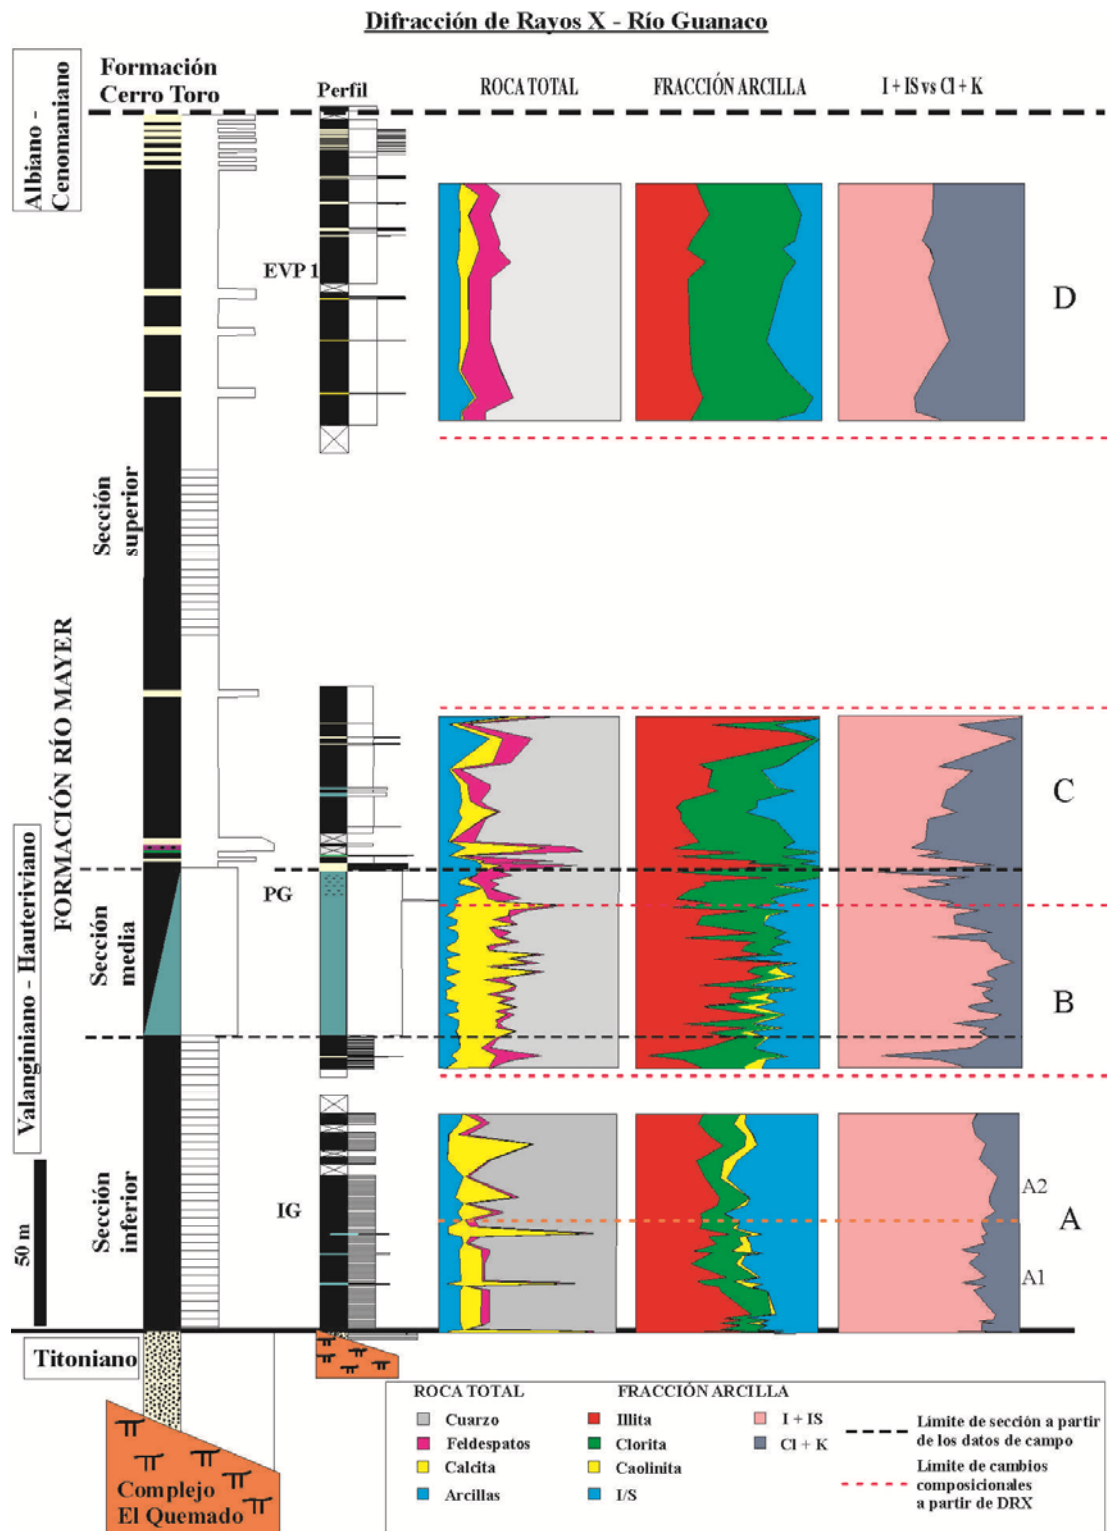 Difracción de Rayos X - Río Guanaco
Albiano -
Cenomaniano
Formación
Cerro Toro
Perfil
ROCA TOTAL
FRACCIÓN ARCILLA
I + IS vs Cl + K
EVP 1
D
Sección
superior
FORMACIÓN RÍO MAYER
C
Valanginiano - Hauteriviano
PG
Sección
media
B
Sección
inferior
IG
A2
A
A1
50 m
Titoniano
Complejo
El Quemado
ROCA TOTAL
Cuarzo
Feldespatos
Calcita
Arcillas
FRACCIÓN ARCILLA
Illita
Clorita
Caolinita
I/S
I + IS
Cl + K
Límite de sección a partir
de los datos de campo
Límite de cambios
composicionales
a partir de DRX